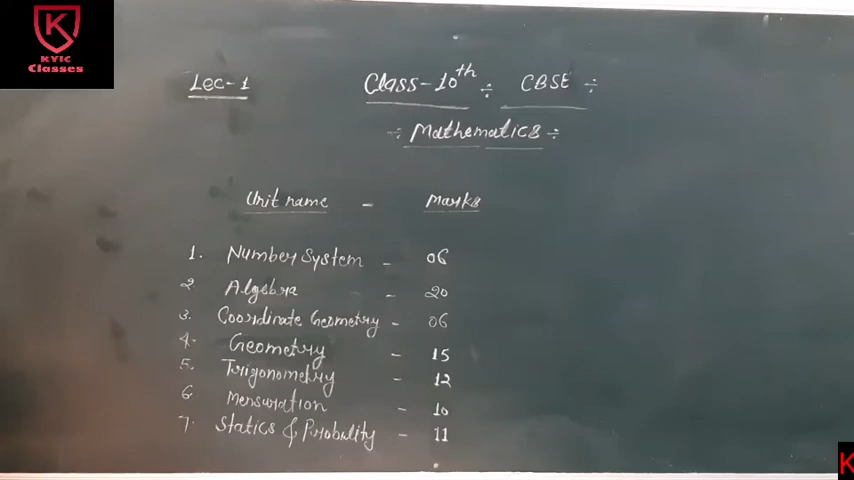 K
KYIC
Classes
Lec-1
Class-10th ÷ CBSE ÷
÷ Mathematics ÷
Unit name - Marks
1. Number System - 06
2 Algebra - 20
3. Coordinate Geometry - 06
4. Geometry - 15
5. Trigonometry - 12
6. Mensuration - 10
7. Statics & Probability - 11
K